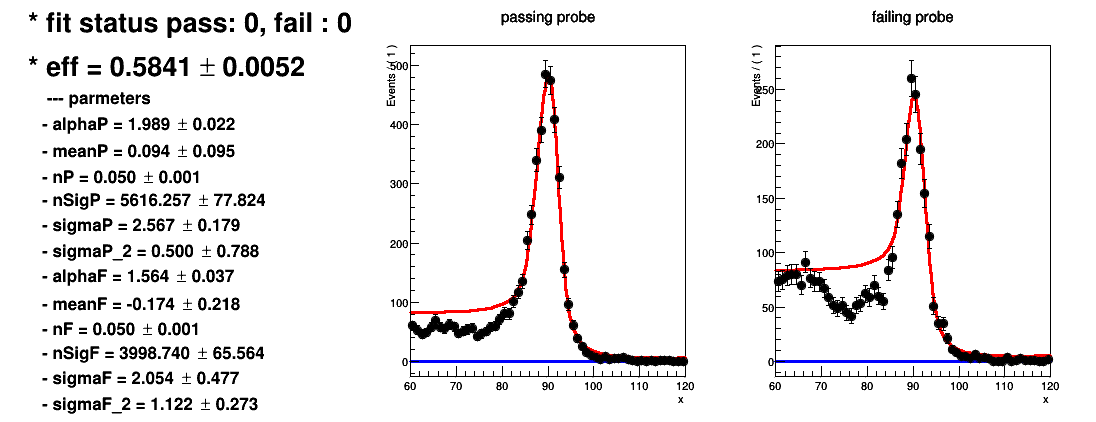 * fit status pass: 0, fail : 0
* eff = 0.5841 ± 0.0052
--- parmeters
- alphaP = 1.989 ± 0.022
- meanP = 0.094 ± 0.095
- nP = 0.050 ± 0.001
- nSigP = 5616.257 ± 77.824
- sigmaP = 2.567 ± 0.179
- sigmaP_2 = 0.500 ± 0.788
- alphaF = 1.564 ± 0.037
- meanF = -0.174 ± 0.218
- nF = 0.050 ± 0.001
- nSigF = 3998.740 ± 65.564
- sigmaF = 2.054 ± 0.477
- sigmaF_2 = 1.122 ± 0.273
passing probe
Events / ( 1 )
500
400
300
200
100
0
60 70 80 90 100 110 120
x
failing probe
Events / ( 1 )
250
200
150
100
50
0
60 70 80 90 100 110 120
x